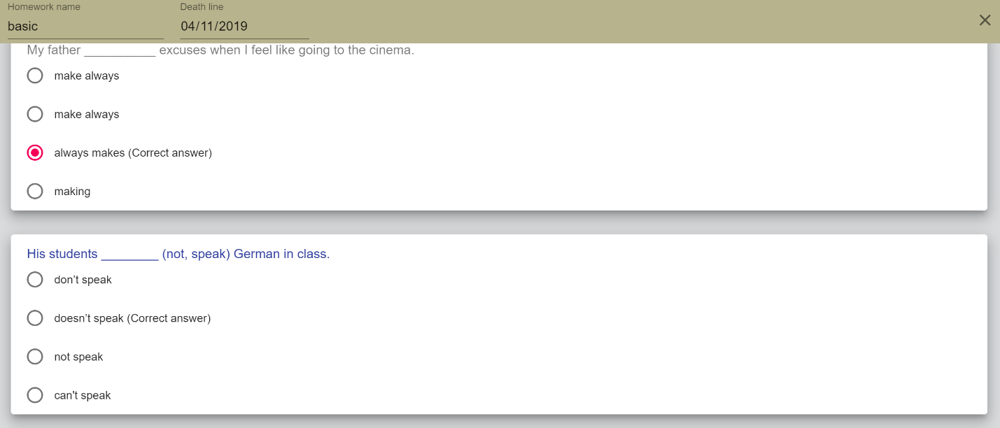 Homework name
Death line
basic
04/11/2019
My father __________ excuses when I feel like going to the cinema.
make always
make always
always makes (Correct answer)
making
His students ________ (not, speak) German in class.
don’t speak
doesn’t speak (Correct answer)
not speak
can't speak